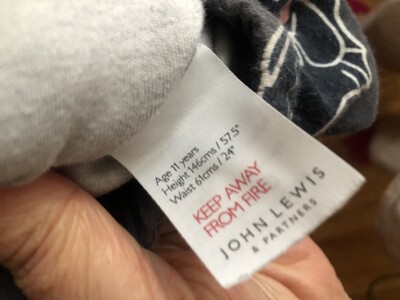 Age 11 years
Height 146cms / 57.5"
Waist 61cms / 24"
KEEP AWAY
FROM FIRE
JOHN LEWIS
& PARTNERS